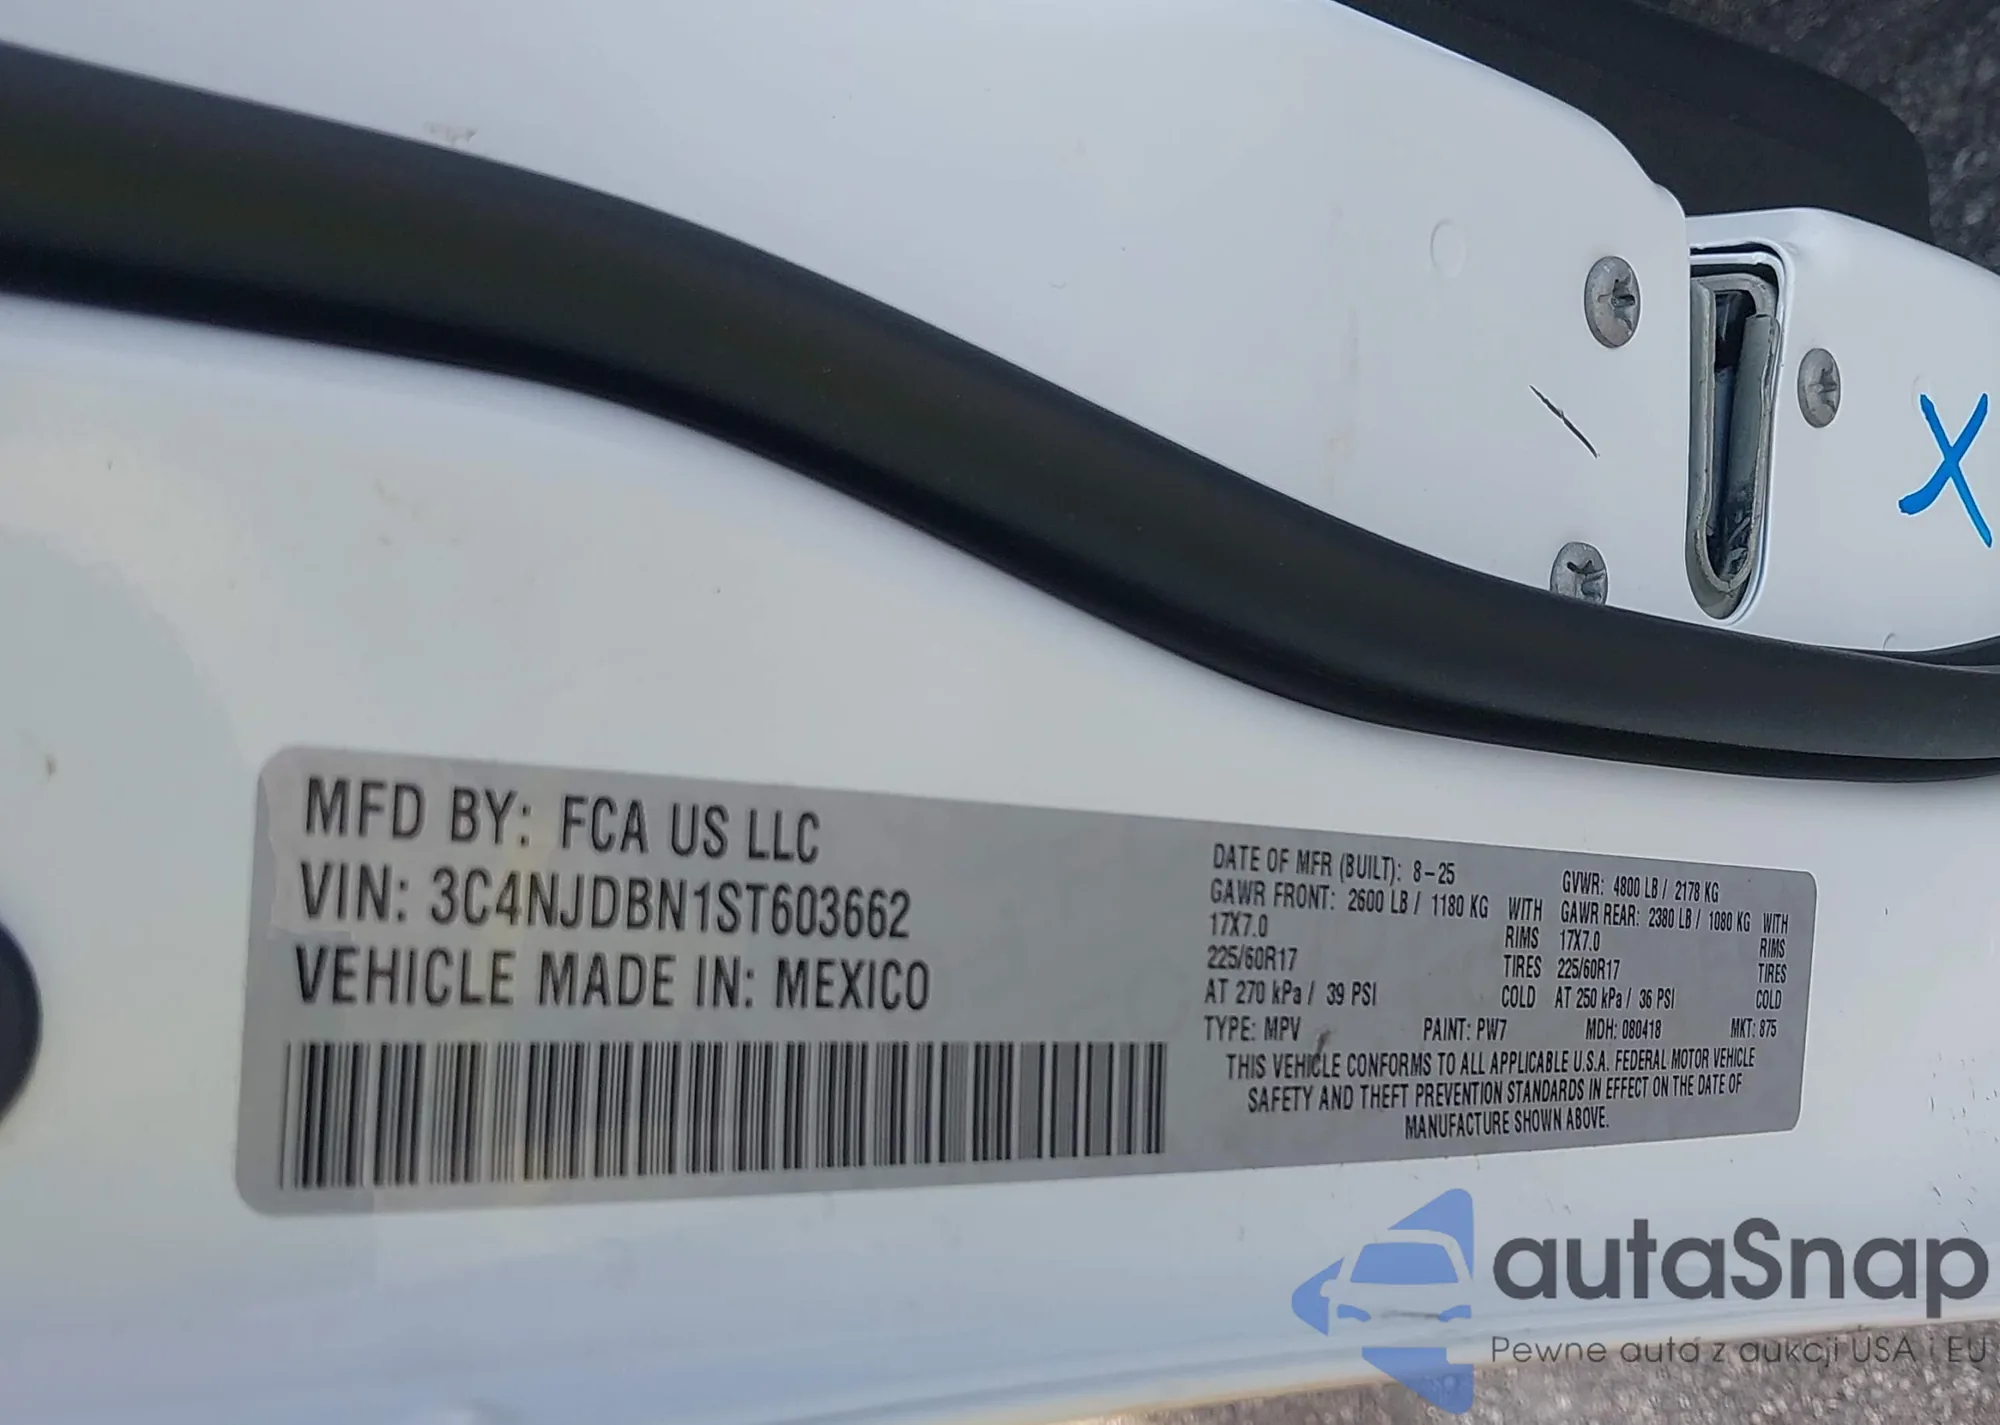 X
MFD BY: FCA US LLC
VIN: 3C4NJDBN1ST603662
VEHICLE MADE IN: MEXICO
DATE OF MFR (BUILT): 8-25 GVWR: 4800 LB / 2178 KG
GAWR FRONT: 2600 LB / 1180 KG WITH GAWR REAR: 2380 LB / 1080 KG WITH
17X7.0 RIMS 17X7.0 RIMS
225/60R17 TIRES 225/60R17 TIRES
AT 270 kPa / 39 PSI COLD AT 250 kPa / 36 PSI COLD
TYPE: MPV PAINT: PW7 MDH: 080418 MKT: 875
THIS VEHICLE CONFORMS TO ALL APPLICABLE U.S.A. FEDERAL MOTOR VEHICLE
SAFETY AND THEFT PREVENTION STANDARDS IN EFFECT ON THE DATE OF
MANUFACTURE SHOWN ABOVE.
autaSnap
Pewne auta z aukcji USA i EU